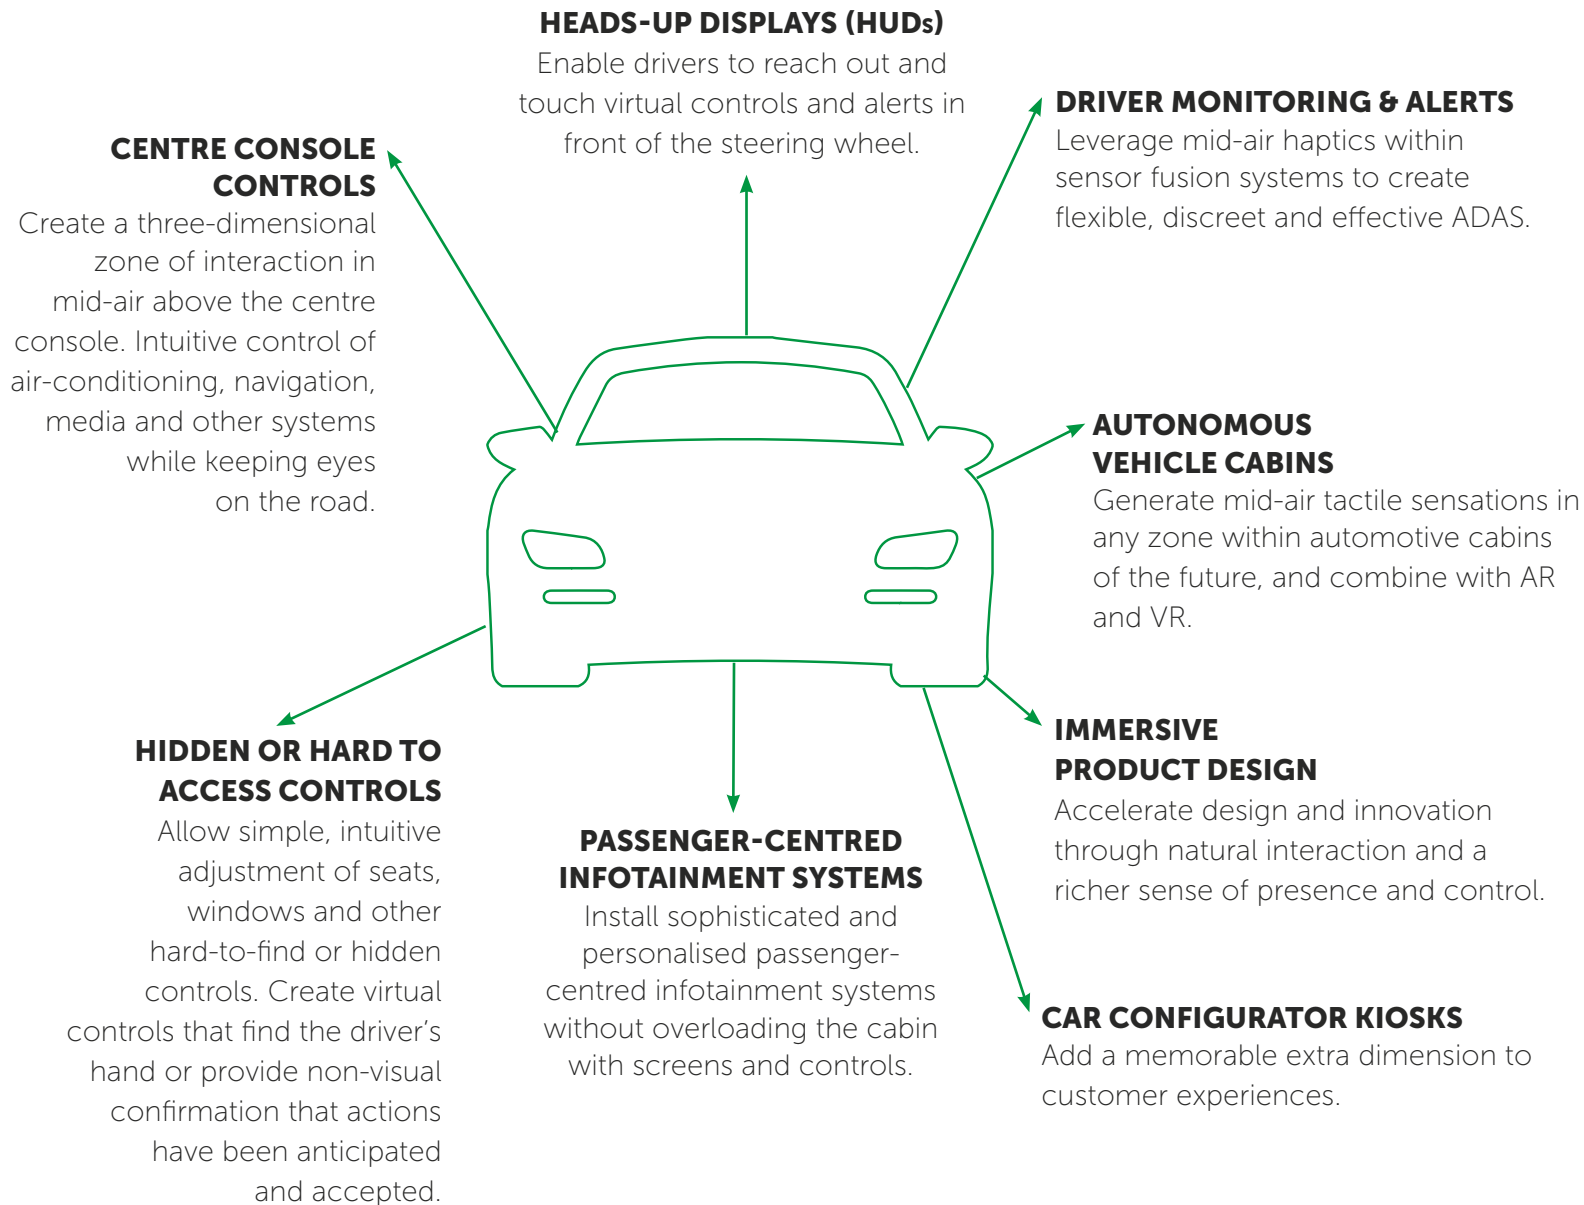 HEADS-UP DISPLAYS (HUDs)
Enable drivers to reach out and
touch virtual controls and alerts in
front of the steering wheel.
DRIVER MONITORING & ALERTS
Leverage mid-air haptics within
sensor fusion systems to create
flexible, discreet and effective ADAS.
CENTRE CONSOLE
CONTROLS
Create a three-dimensional
zone of interaction in
mid-air above the centre
console. Intuitive control of
air-conditioning, navigation,
media and other systems
while keeping eyes
on the road.
AUTONOMOUS
VEHICLE CABINS
Generate mid-air tactile sensations in
any zone within automotive cabins
of the future, and combine with AR
and VR.
HIDDEN OR HARD TO
ACCESS CONTROLS
Allow simple, intuitive
adjustment of seats,
windows and other
hard-to-find or hidden
controls. Create virtual
controls that find the driver’s
hand or provide non-visual
confirmation that actions
have been anticipated
and accepted.
PASSENGER-CENTRED
INFOTAINMENT SYSTEMS
Install sophisticated and
personalised passenger-
centred infotainment systems
without overloading the cabin
with screens and controls.
IMMERSIVE
PRODUCT DESIGN
Accelerate design and innovation
through natural interaction and a
richer sense of presence and control.
CAR CONFIGURATOR KIOSKS
Add a memorable extra dimension to
customer experiences.